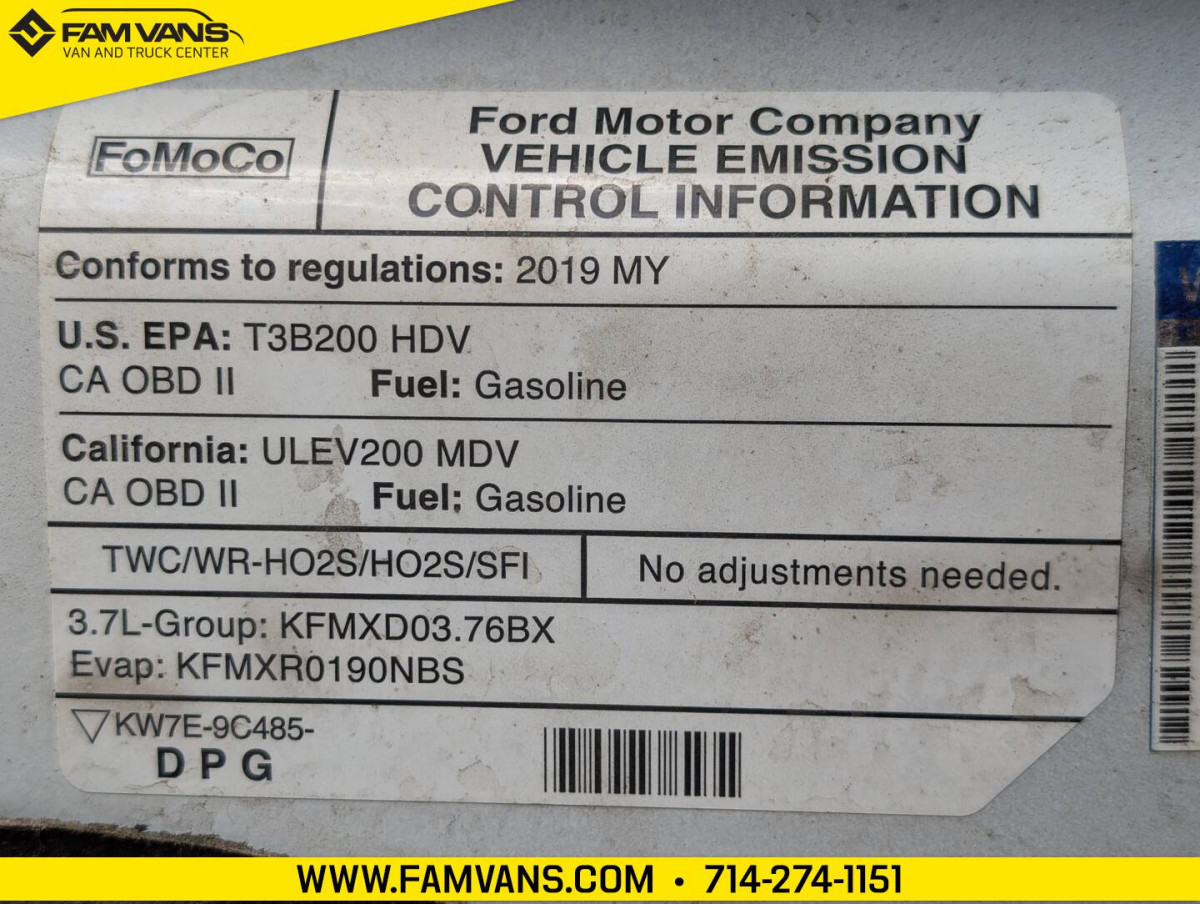 FAM VANS
VAN AND TRUCK CENTER
FoMoCo
Ford Motor Company
VEHICLE EMISSION
CONTROL INFORMATION
Conforms to regulations: 2019 MY
U.S. EPA: T3B200 HDV
CA OBD II Fuel: Gasoline
California: ULEV200 MDV
CA OBD II Fuel: Gasoline
TWC/WR-HO2S/HO2S/SFI
No adjustments needed.
3.7L-Group: KFMXD03.76BX
Evap: KFMXR0190NBS
KW7E-9C485-
D P G
WWW.FAMVANS.COM • 714-274-1151